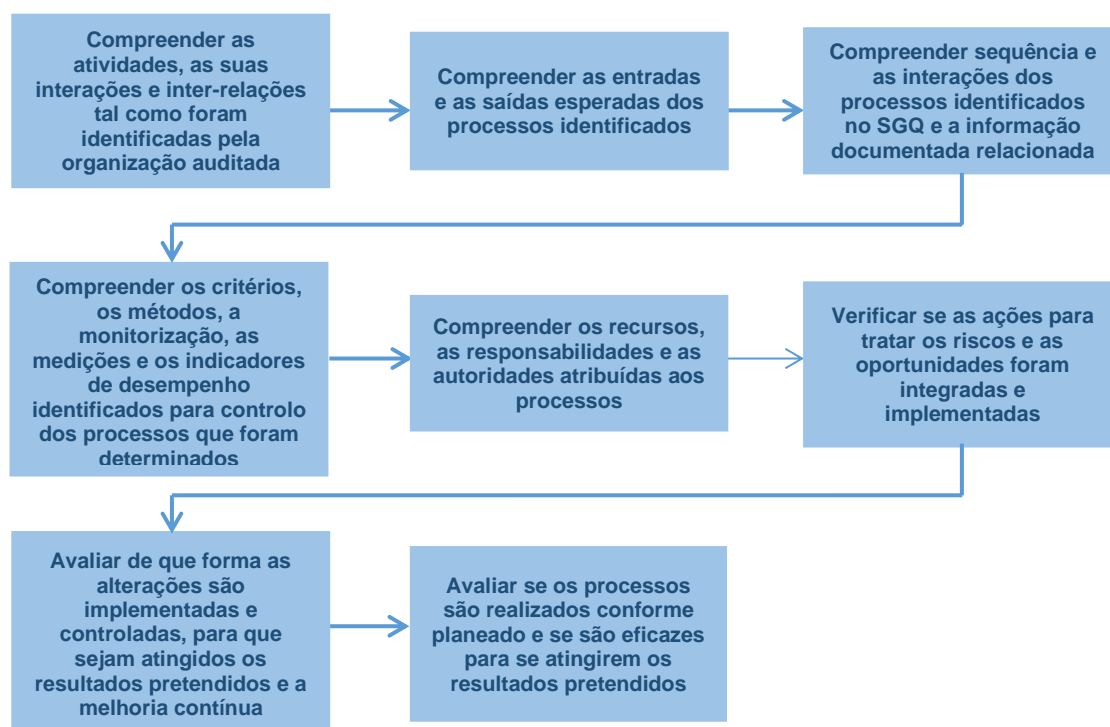 Compreender as
atividades, as suas
interações e inter-relações
tal como foram
identificadas pela
organização auditada
Compreender as entradas
e as saídas esperadas dos
processos identificados
Compreender sequência e
as interações dos
processos identificados
no SGQ e a informação
documentada relacionada
Compreender os critérios,
os métodos, a
monitorização, as
medições e os indicadores
de desempenho
identificados para controlo
dos processos que foram
determinados
Compreender os recursos,
as responsabilidades e as
autoridades atribuídas aos
processos
Verificar se as ações para
tratar os riscos e as
oportunidades foram
integradas e
implementadas
Avaliar de que forma as
alterações são
implementadas e
controladas, para que
sejam atingidos os
resultados pretendidos e a
melhoria contínua
Avaliar se os processos
são realizados conforme
planeado e se são eficazes
para se atingirem os
resultados pretendidos